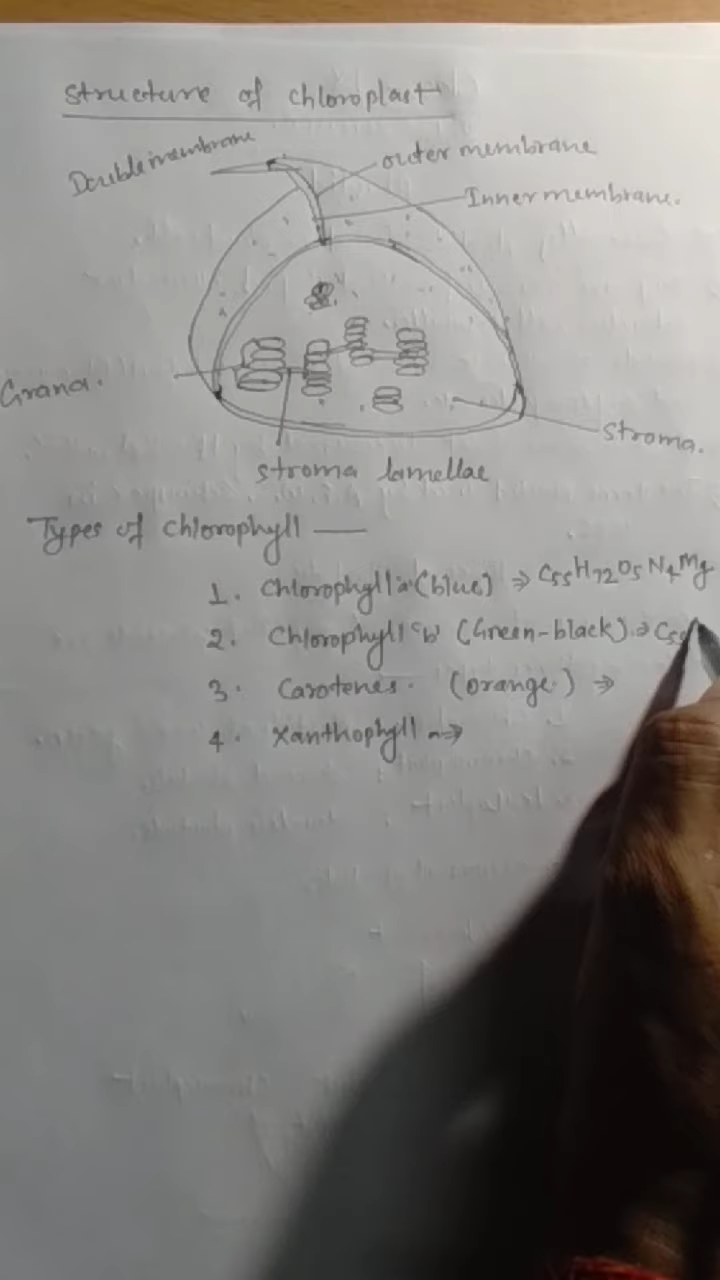 Structure of chloroplast
Double membrane
outer membrane
Inner membrane.
Grana.
stroma.
stroma lamellae
Types of chlorophyll —
1. Chlorophyll 'a' (blue) ⇒ C55H72O5N4Mg
2. Chlorophyll 'b' (Green-black). ⇒ C55
3. Carotenes. (Orange.) ⇒
4. Xanthophyll ⇒